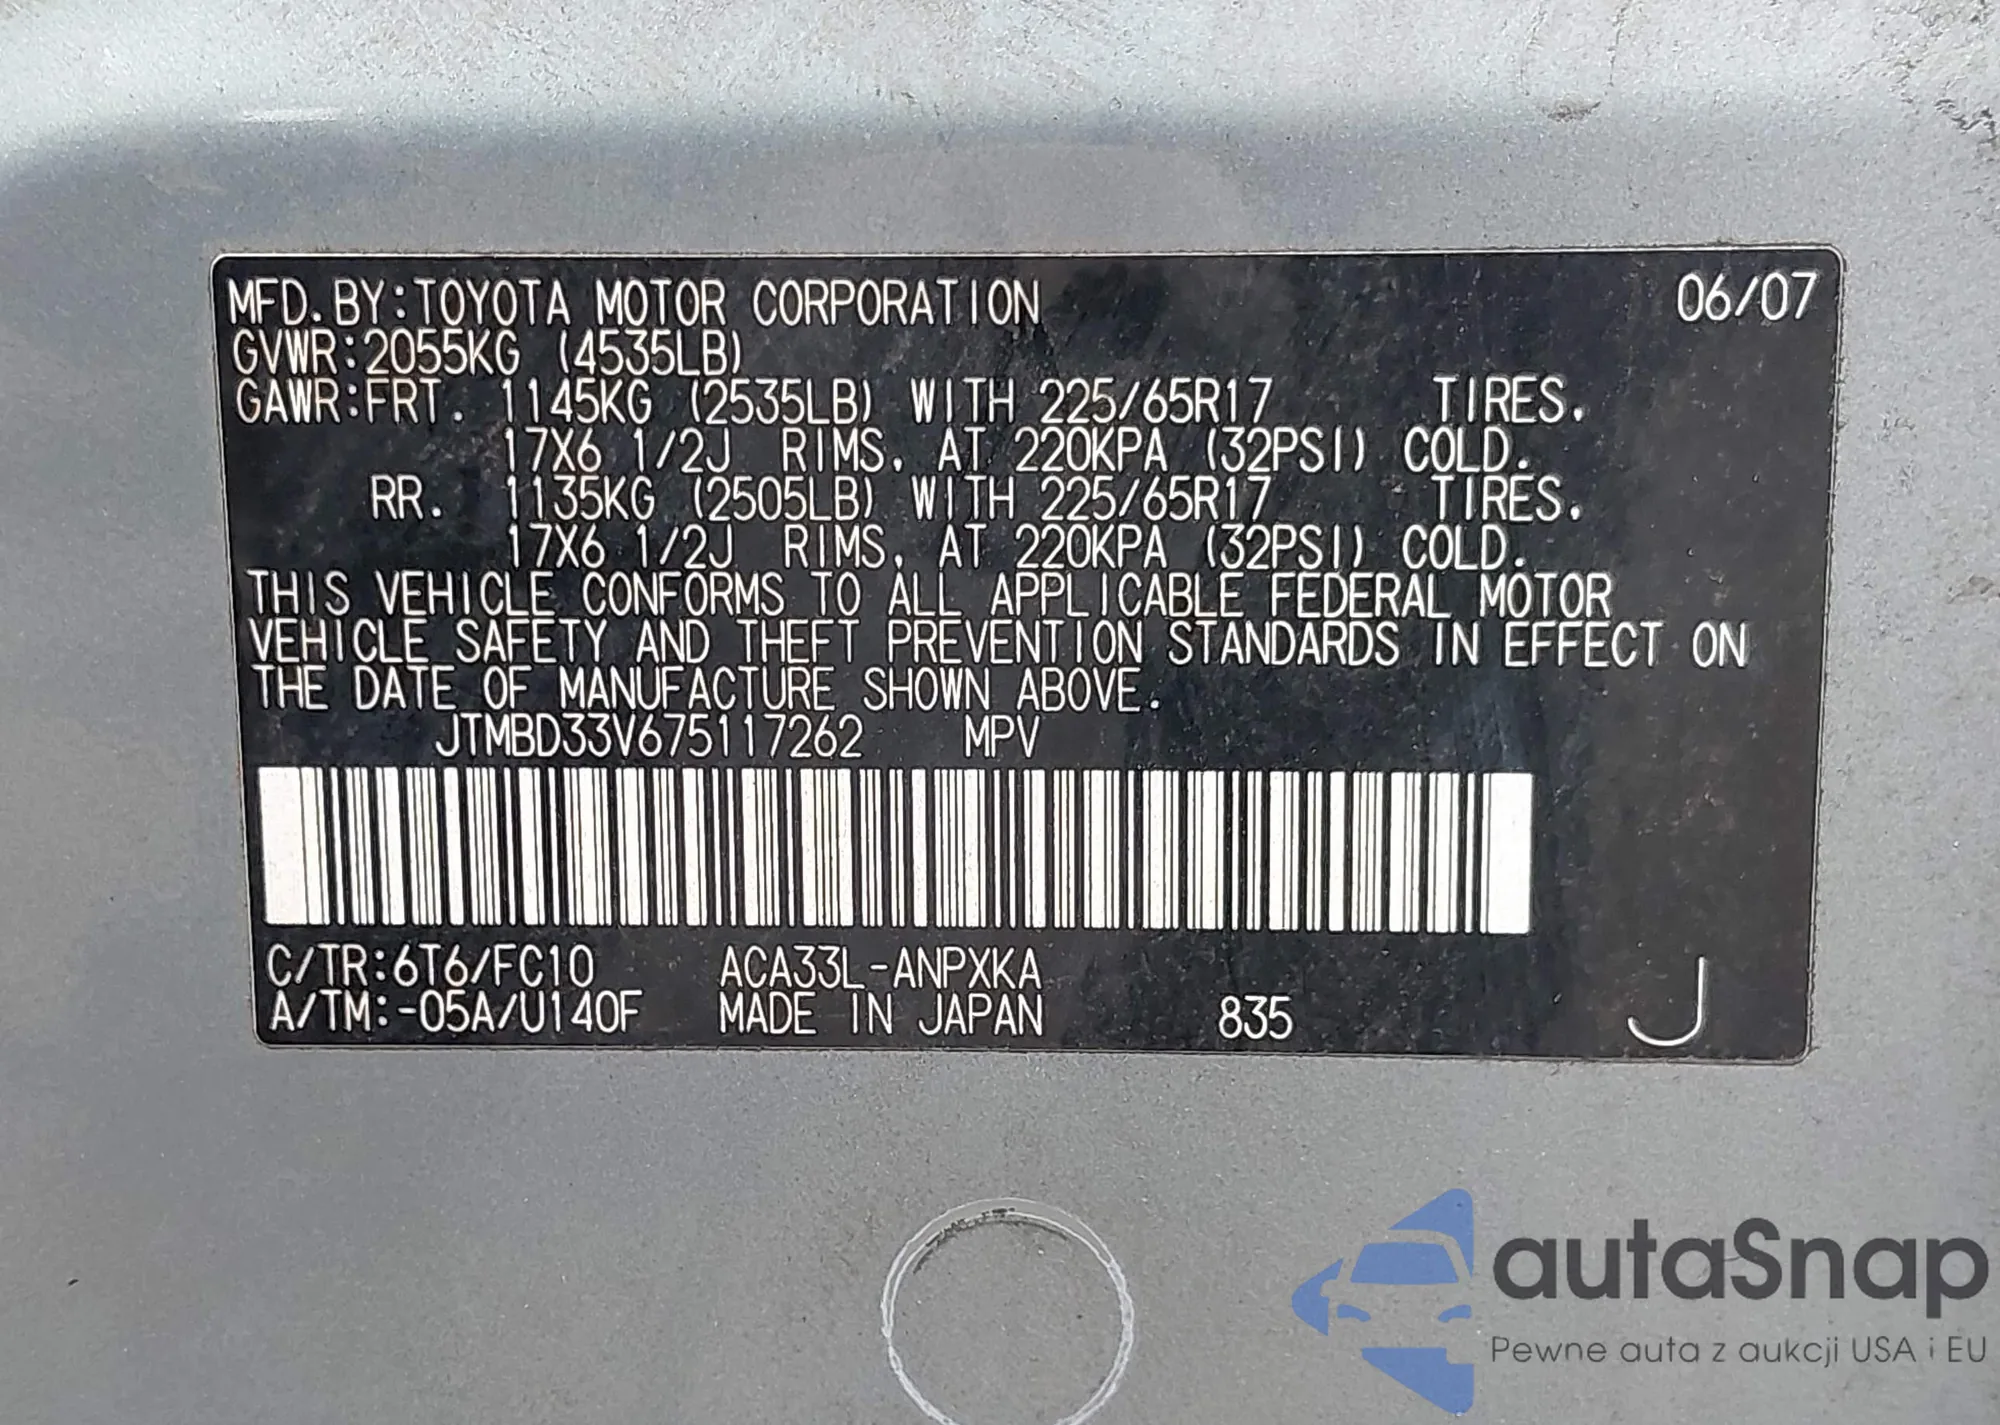 MFD.BY:TOYOTA MOTOR CORPORATION 06/07
GVWR:2055KG (4535LB)
GAWR:FRT. 1145KG (2535LB) WITH 225/65R17 TIRES.
17X6 1/2J RIMS, AT 220KPA (32PSI) COLD.
RR. 1135KG (2505LB) WITH 225/65R17 TIRES.
17X6 1/2J RIMS, AT 220KPA (32PSI) COLD.
THIS VEHICLE CONFORMS TO ALL APPLICABLE FEDERAL MOTOR
VEHICLE SAFETY AND THEFT PREVENTION STANDARDS IN EFFECT ON
THE DATE OF MANUFACTURE SHOWN ABOVE.
JTMBD33V675117262 MPV
C/TR:6T6/FC10 ACA33L-ANPXKA
A/TM:-05A/U140F MADE IN JAPAN 835 J
autaSnap
Pewne auta z aukcji USA i EU